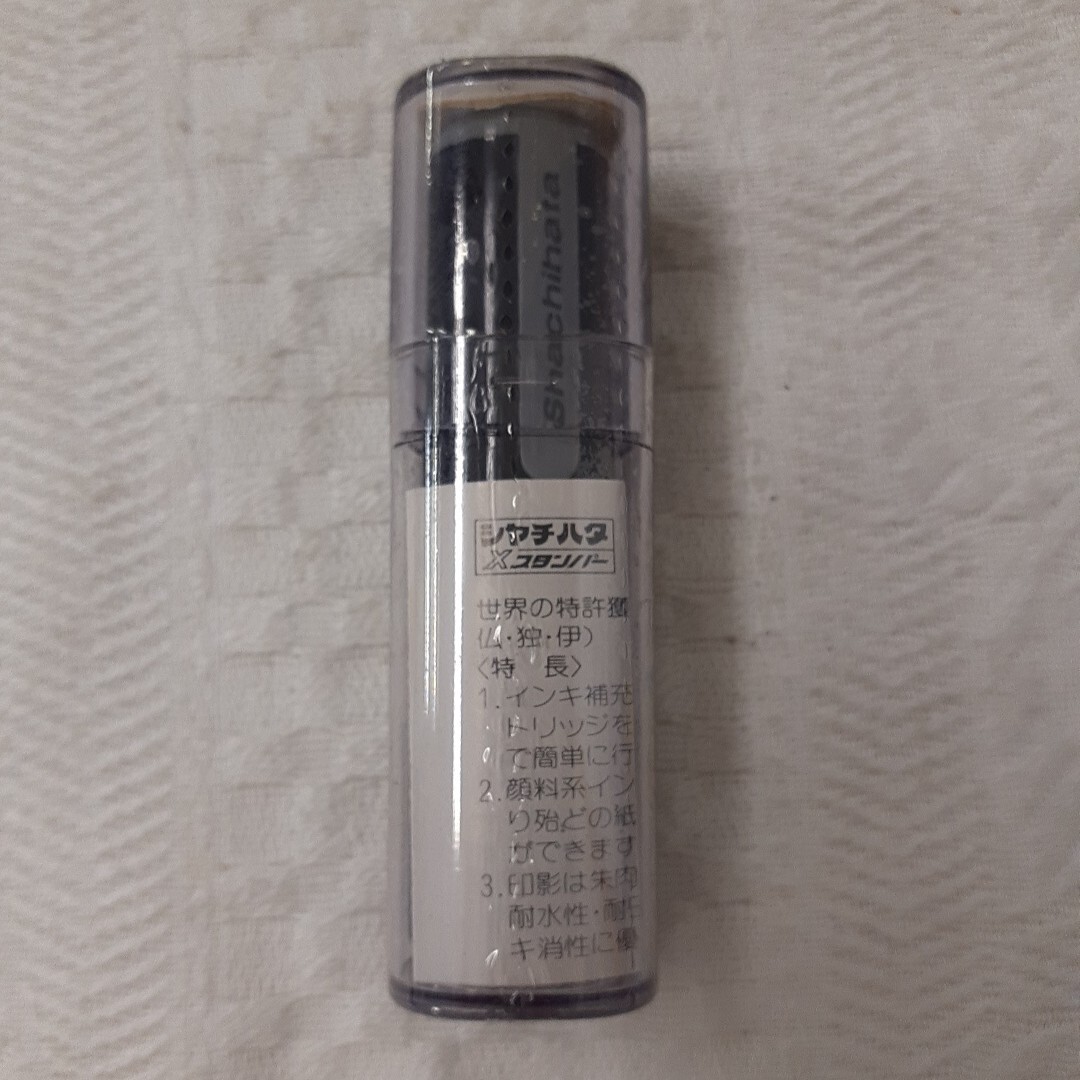 Shachihata
シヤチハタ
Xスタンパー
世界の特許獲
仏・独・伊）
〈特　長〉
1.インキ補充
トリッジを
で簡単に行
2.顔料系イン
り殆どの紙
ができます
3.印影は朱肉
耐水性・耐
キ消性に優